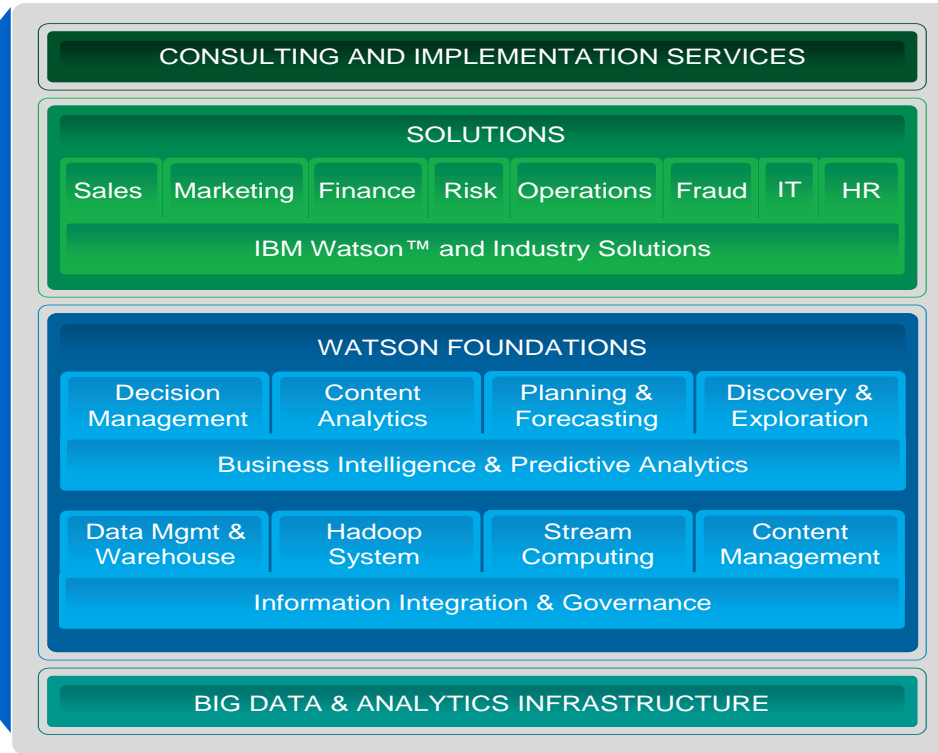 CONSULTING AND IMPLEMENTATION SERVICES
SOLUTIONS
Sales Marketing Finance Risk Operations Fraud IT HR
IBM Watson™ and Industry Solutions
WATSON FOUNDATIONS
Decision Management
Content Analytics
Planning & Forecasting
Discovery & Exploration
Business Intelligence & Predictive Analytics
Data Mgmt & Warehouse
Hadoop System
Stream Computing
Content Management
Information Integration & Governance
BIG DATA & ANALYTICS INFRASTRUCTURE